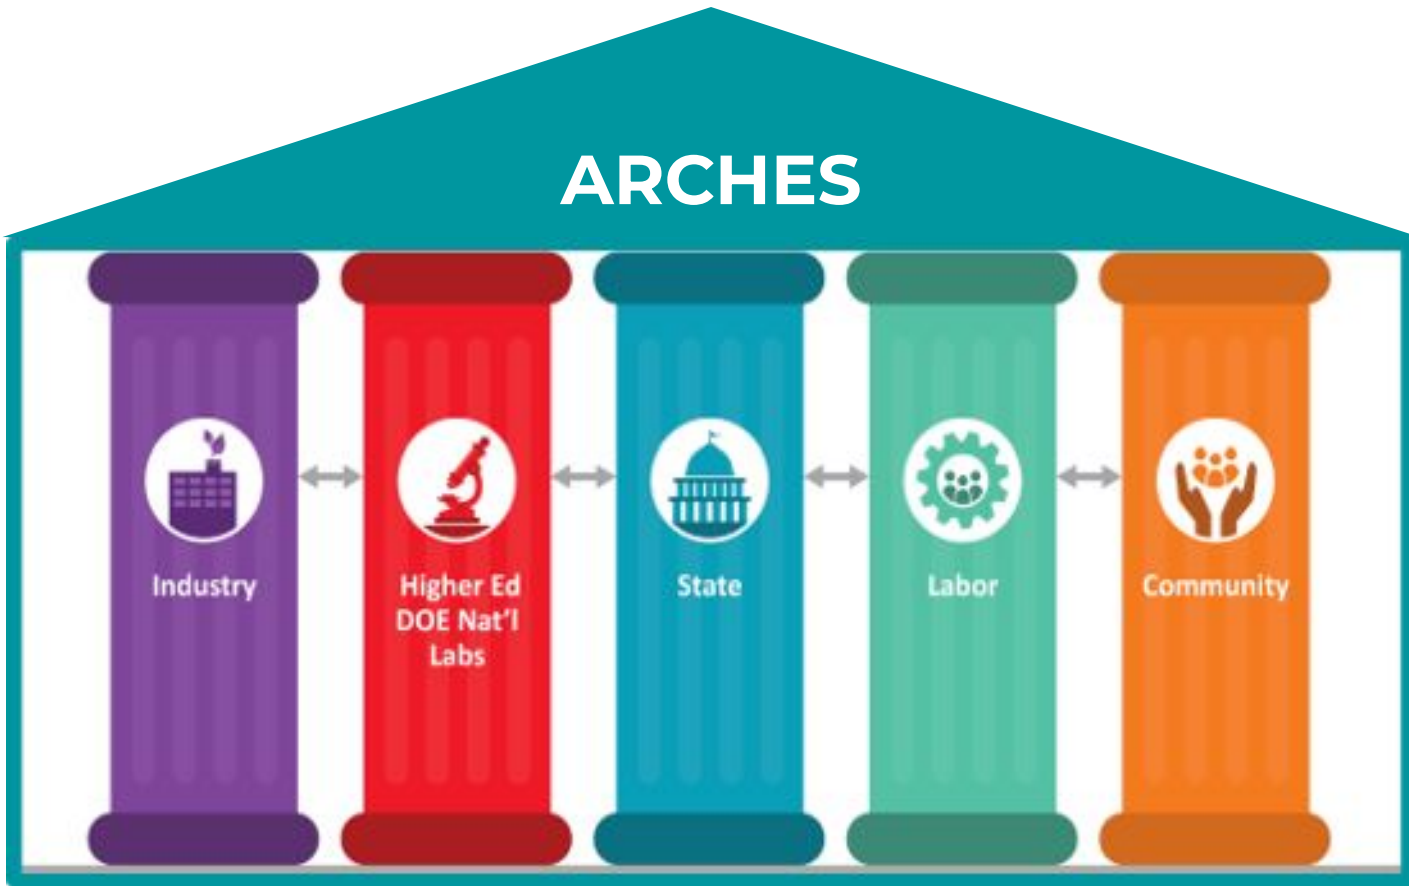 ARCHES
Industry
Higher Ed
DOE Nat'l
Labs
State
Labor
Community